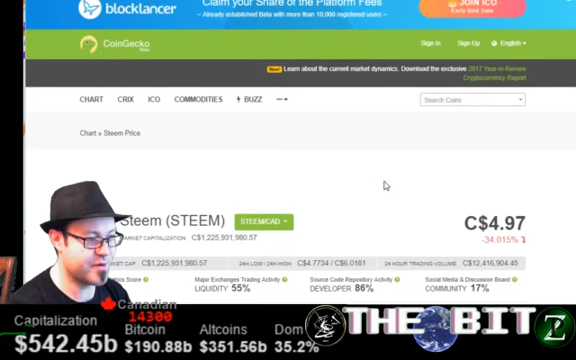 blocklancer
Claim your Share of the Platform Fees
– Already established Beta with more than 10,000 registered users –
JOIN ICO
Early Bird Sale
CoinGecko
Beta
Sign In
Sign Up
English
New! Learn about the current market dynamics. Download the exclusive 2017 Year-in-Review
Cryptocurrency Report
CHART
CRIX
ICO
COMMODITIES
BUZZ
Search Coins
Chart » Steem Price
Steem (STEEM)
STEEM/CAD
C$4.97
-34.015%
MARKET CAPITALIZATION C$1,225,931,980.57
MARKET CAP C$1,225,931,980.57
24H LOW / 24H HIGH C$4.7734 / C$6.0181
24 HOUR TRADING VOLUME C$12,416,904.45
Metrics Score
Major Exchanges Trading Activity
LIQUIDITY 55%
Source Code Repository Activity
DEVELOPER 86%
Social Media & Discussion Board
COMMUNITY 17%
Canadian
14300
Capitalization
$542.45b
Bitcoin
$190.88b
Altcoins
$351.56b
Dom
35.2%
THE BIT
Z